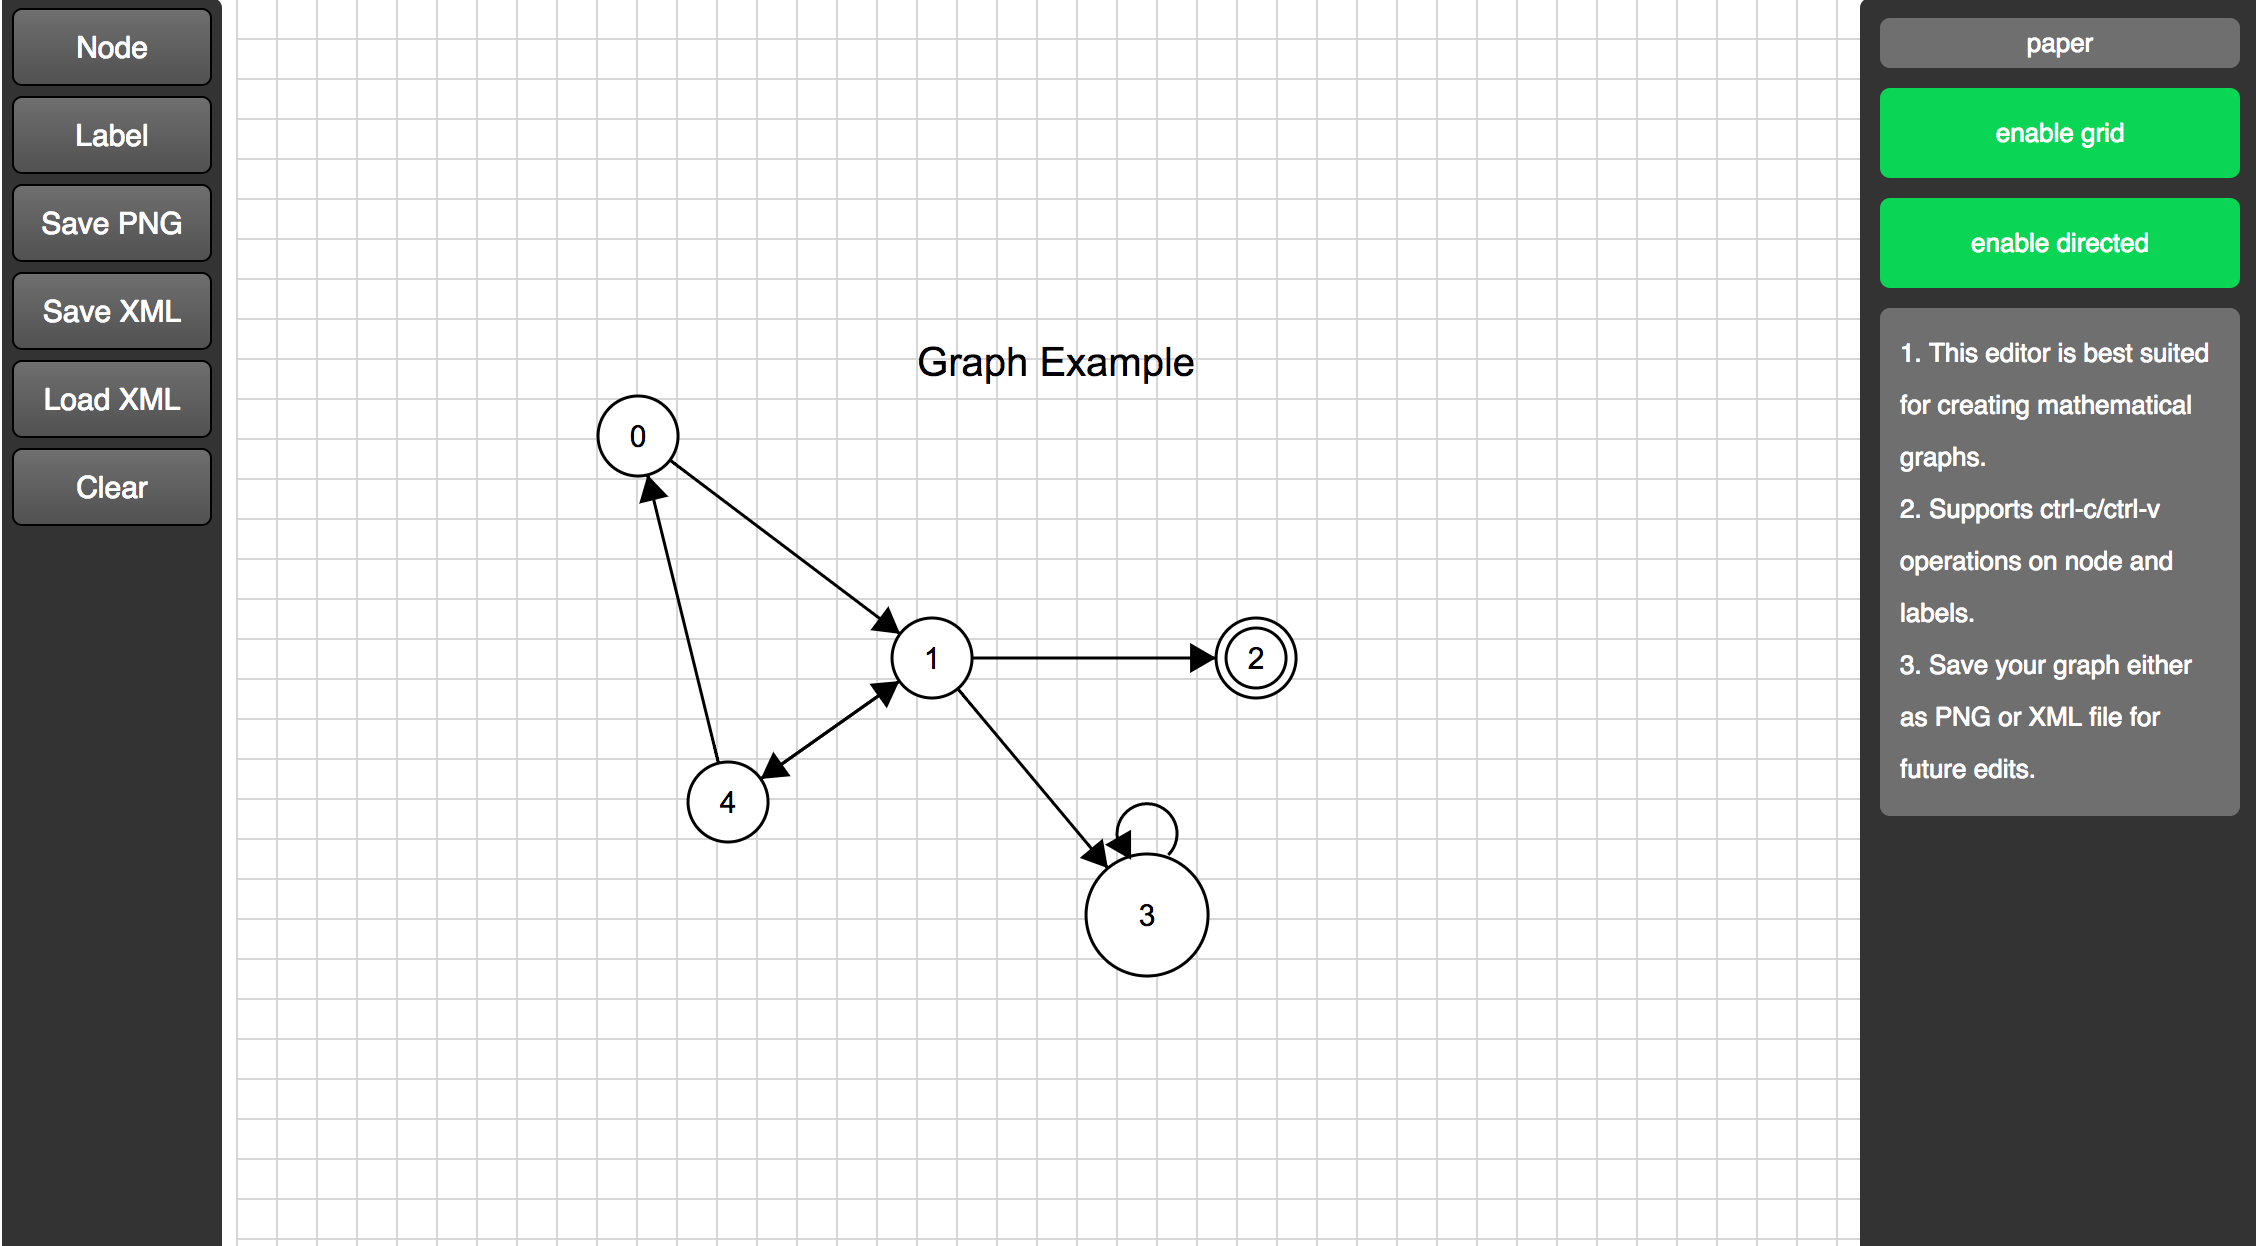 Node
Label
Save PNG
Save XML
Load XML
Clear
Graph Example
0
1
2
4
3
paper
enable grid
enable directed
1. This editor is best suited
for creating mathematical
graphs.
2. Supports ctrl-c/ctrl-v
operations on node and
labels.
3. Save your graph either
as PNG or XML file for
future edits.